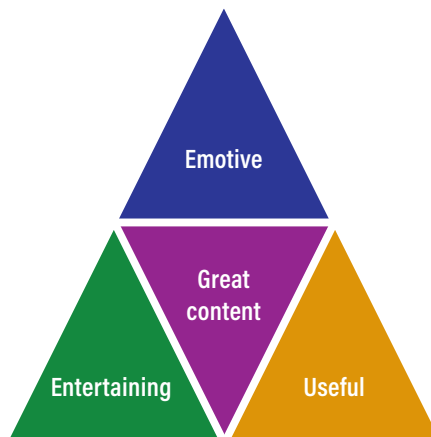 Emotive
Great
content
Entertaining
Useful